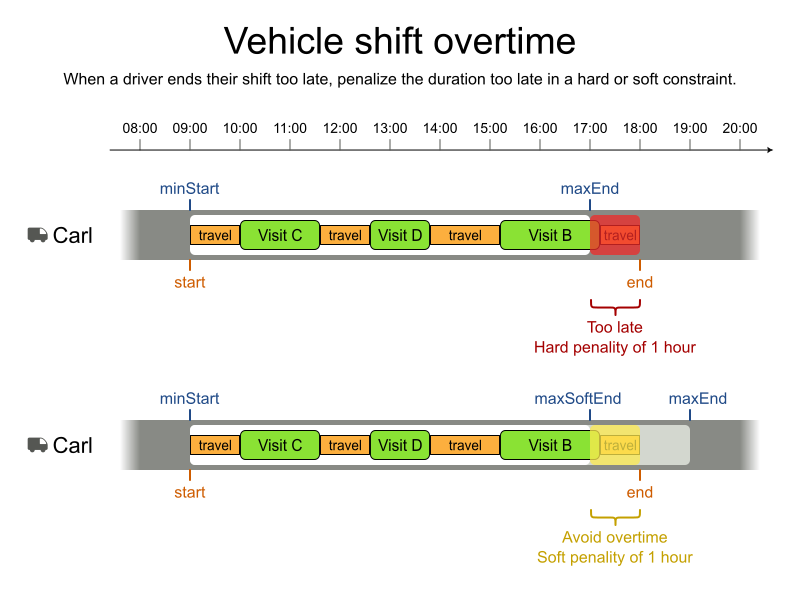 Vehicle shift overtime
When a driver ends their shift too late, penalize the duration too late in a hard or soft constraint.
08:00 09:00 10:00 11:00 12:00 13:00 14:00 15:00 16:00 17:00 18:00 19:00 20:00
minStart maxEnd
Carl travel Visit C travel Visit D travel Visit B travel
start end
Too late
Hard penality of 1 hour
minStart maxSoftEnd maxEnd
Carl travel Visit C travel Visit D travel Visit B travel
start end
Avoid overtime
Soft penality of 1 hour